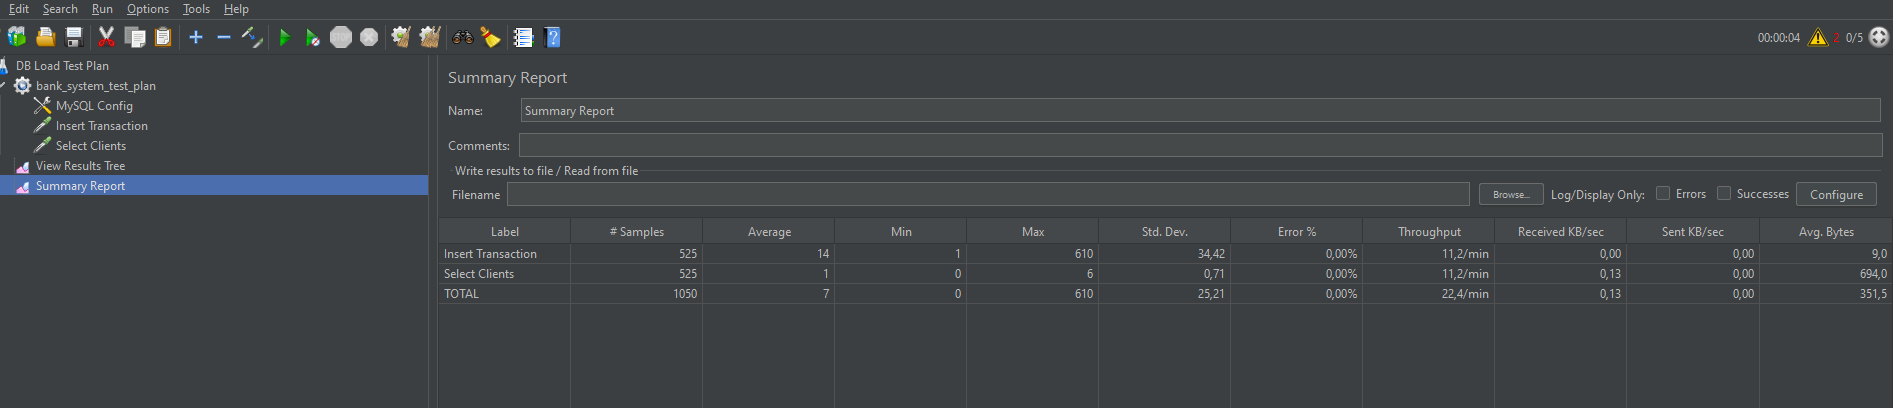 Edit Search Run Options Tools Help
STOP
00:00:04 2 0/5
DB Load Test Plan
bank_system_test_plan
MySQL Config
Insert Transaction
Select Clients
View Results Tree
Summary Report
Summary Report
Name: Summary Report
Comments:
Write results to file / Read from file
Filename Browse... Log/Display Only: Errors Successes Configure
Label # Samples Average Min Max Std. Dev. Error % Throughput Received KB/sec Sent KB/sec Avg. Bytes
Insert Transaction 525 14 1 610 34,42 0,00% 11,2/min 0,00 0,00 9,0
Select Clients 525 1 0 6 0,71 0,00% 11,2/min 0,13 0,00 694,0
TOTAL 1050 7 0 610 25,21 0,00% 22,4/min 0,13 0,00 351,5